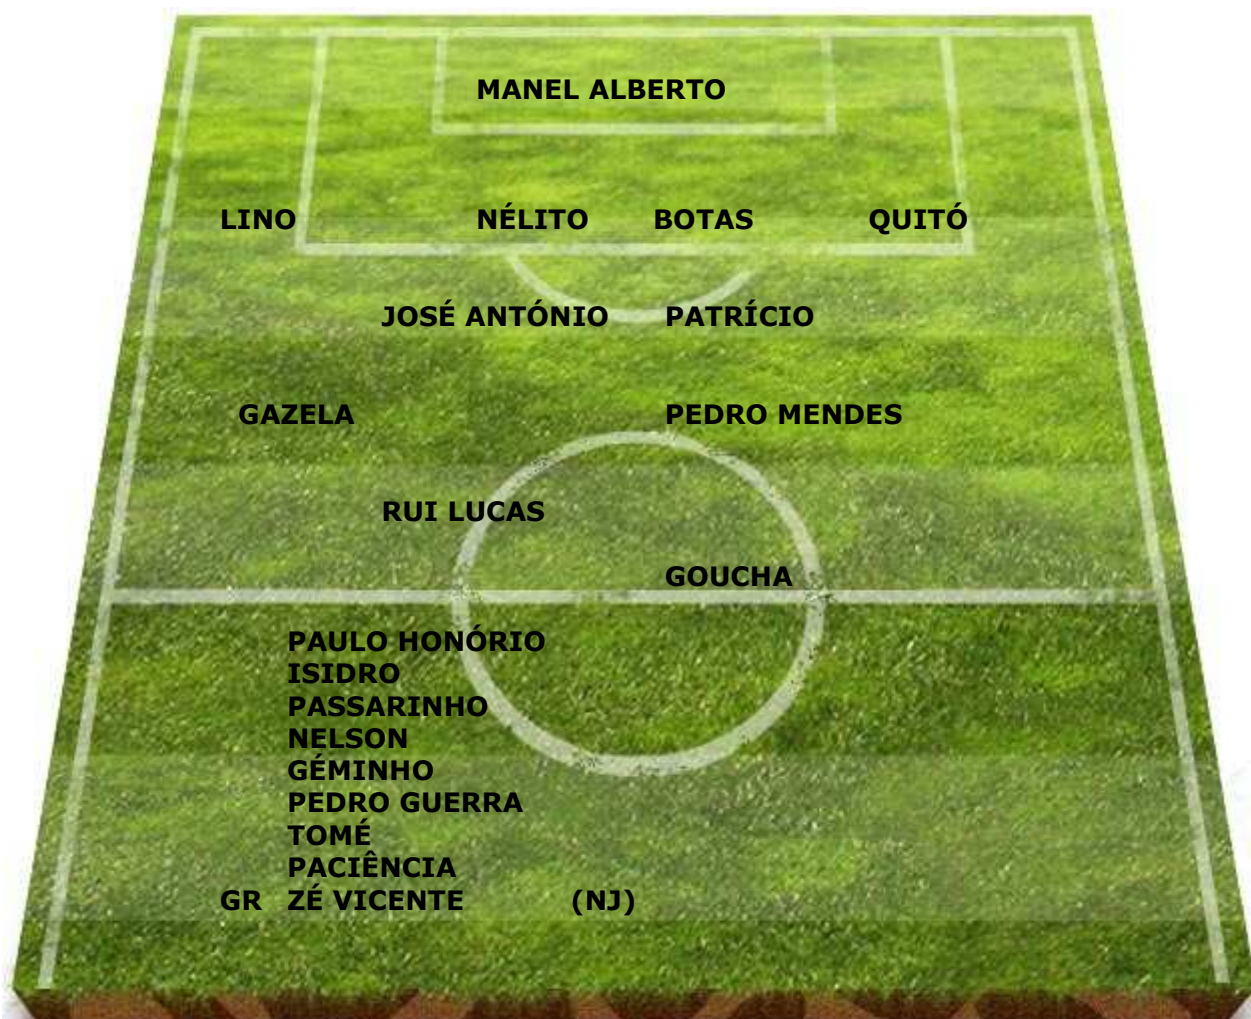 MANEL ALBERTO
LINO NÉLITO BOTAS QUITÓ
JOSÉ ANTÓNIO PATRÍCIO
GAZELA PEDRO MENDES
RUI LUCAS
GOUCHA
PAULO HONÓRIO
ISIDRO
PASSARINHO
NELSON
GÉMINHO
PEDRO GUERRA
TOMÉ
PACIÊNCIA
GR ZÉ VICENTE (NJ)